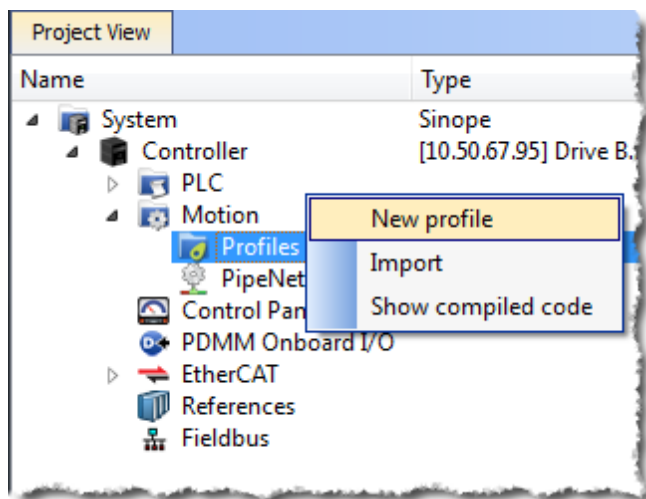 Project View
Name Type
System Sinope
Controller [10.50.67.95] Drive B.
PLC
Motion
New profile
Profiles
Import
PipeNet
Show compiled code
Control Pan
PDMM Onboard I/O
EtherCAT
References
Fieldbus